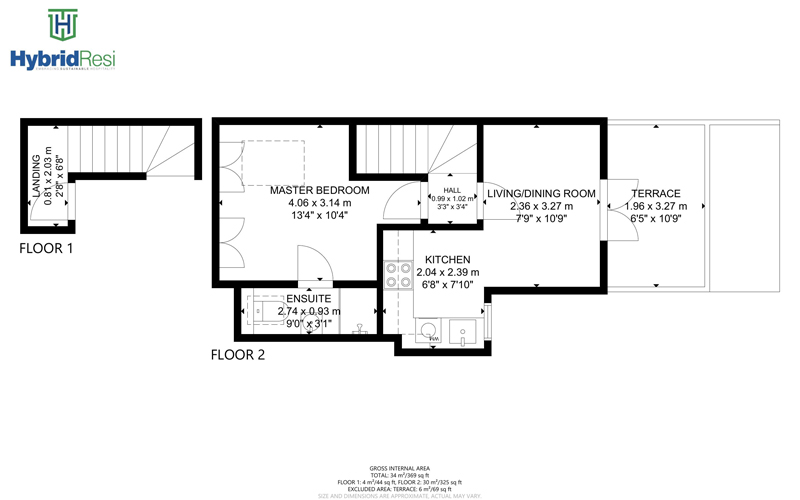 HybridResi
LANDING
0.81 x 2.03 m
2'8" x 6'8"
FLOOR 1
MASTER BEDROOM
4.06 x 3.14 m
13'4" x 10'4"
HALL
0.99 x 1.02 m
3'3" x 3'4"
LIVING/DINING ROOM
2.36 x 3.27 m
7'9" x 10'9"
TERRACE
1.96 x 3.27 m
6'5" x 10'9"
KITCHEN
2.04 x 2.39 m
6'8" x 7'10"
ENSUITE
2.74 x 0.93 m
9'0" x 3'1"
WM
FLOOR 2
GROSS INTERNAL AREA
TOTAL: 34 m²/369 sq ft
FLOOR 1: 4 m²/44 sq ft, FLOOR 2: 30 m²/325 sq ft
EXCLUDED AREA: TERRACE: 6 m²/69 sq ft
SIZE AND DIMENSIONS ARE APPROXIMATE, ACTUAL MAY VARY.